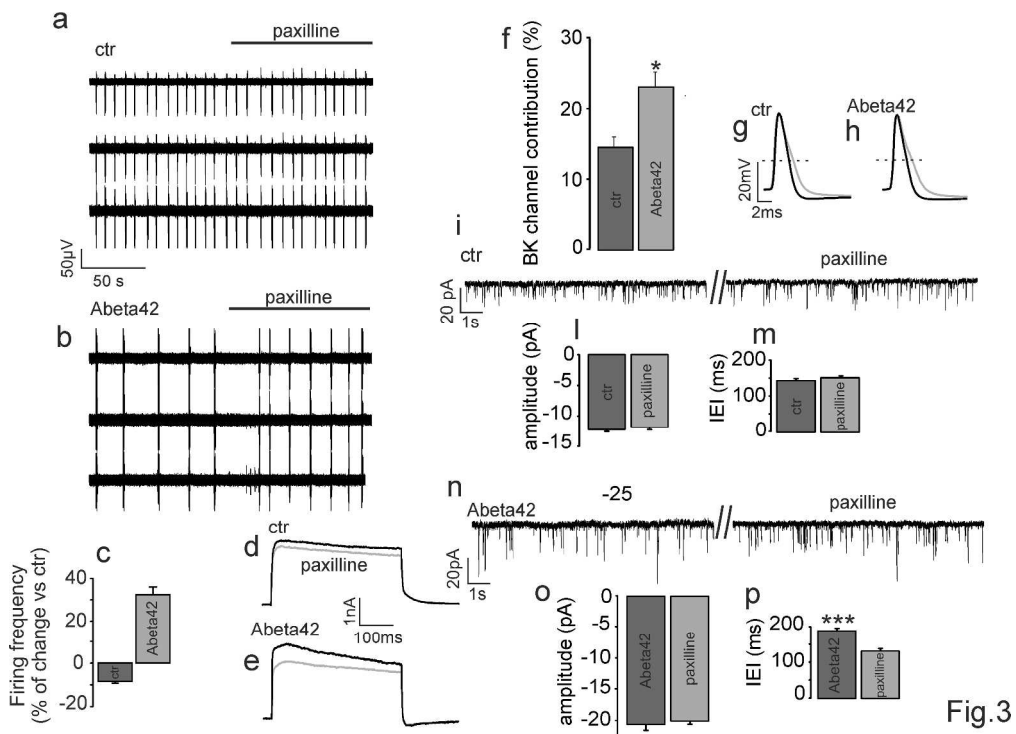 a
paxilline
ctr
50µV
50 s
Abeta42
paxilline
b
c
Firing frequency
(% of change vs ctr)
40
20
0
-20
ctr
Abeta42
d
ctr
paxilline
1nA
100ms
Abeta42
e
f
BK channel contribution (%)
30
20
10
0
ctr
Abeta42
*
g
ctr
20mV
2ms
h
Abeta42
i
ctr
paxilline
20 pA
1s
l
amplitude (pA)
0
-5
-10
-15
ctr
paxilline
m
IEI (ms)
200
100
0
ctr
paxilline
n
-25
Abeta42
paxilline
20pA
1s
o
amplitude (pA)
0
-5
-10
-15
-20
Abeta42
paxilline
p
IEI (ms)
200
100
0
***
Abeta42
paxilline
Fig.3